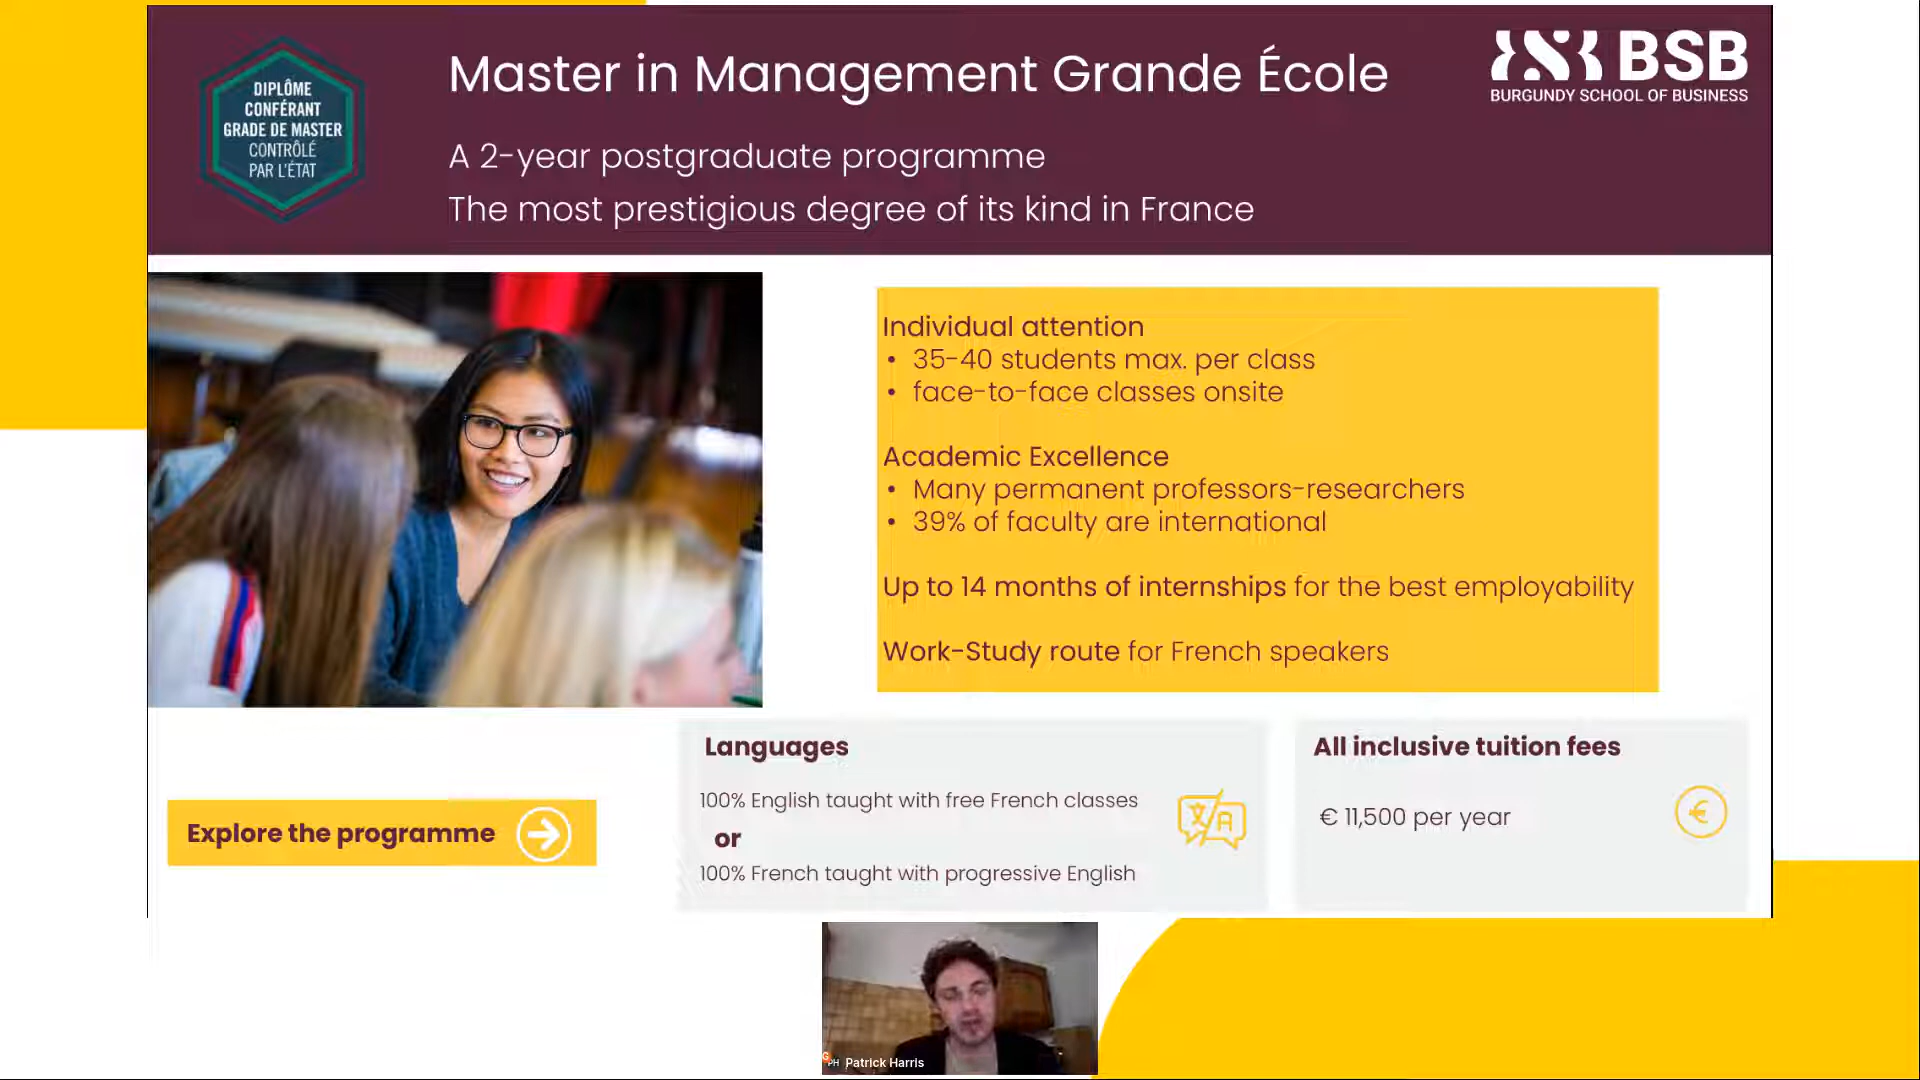 DIPLÔME
CONFÉRANT
GRADE DE MASTER
CONTRÔLÉ
PAR L'ÉTAT
Master in Management Grande École
A 2-year postgraduate programme
The most prestigious degree of its kind in France
BSB
BURGUNDY SCHOOL OF BUSINESS
Individual attention
• 35-40 students max. per class
• face-to-face classes onsite
Academic Excellence
• Many permanent professors-researchers
• 39% of faculty are international
Up to 14 months of internships for the best employability
Work-Study route for French speakers
Explore the programme
Languages
100% English taught with free French classes
or
100% French taught with progressive English
文 A
All inclusive tuition fees
€ 11,500 per year
€
PH Patrick Harris